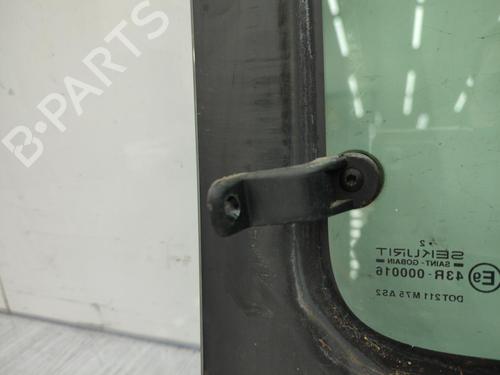 B-PARTS
.. 2
SEKURIT
SAINT-GOBAIN
E9 43R-000016
DOT211 M75 AS2